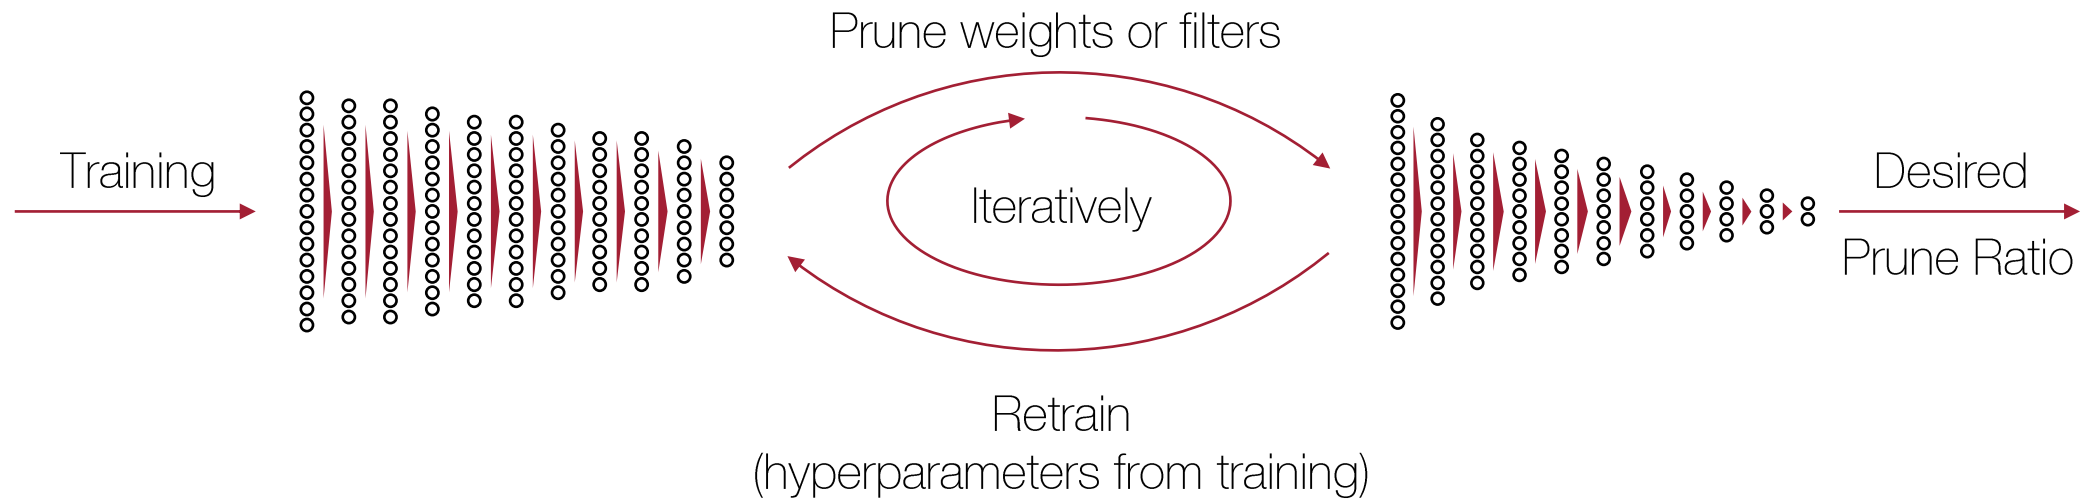 Training
Prune weights or filters
Iteratively
Retrain
(hyperparameters from training)
Desired
Prune Ratio